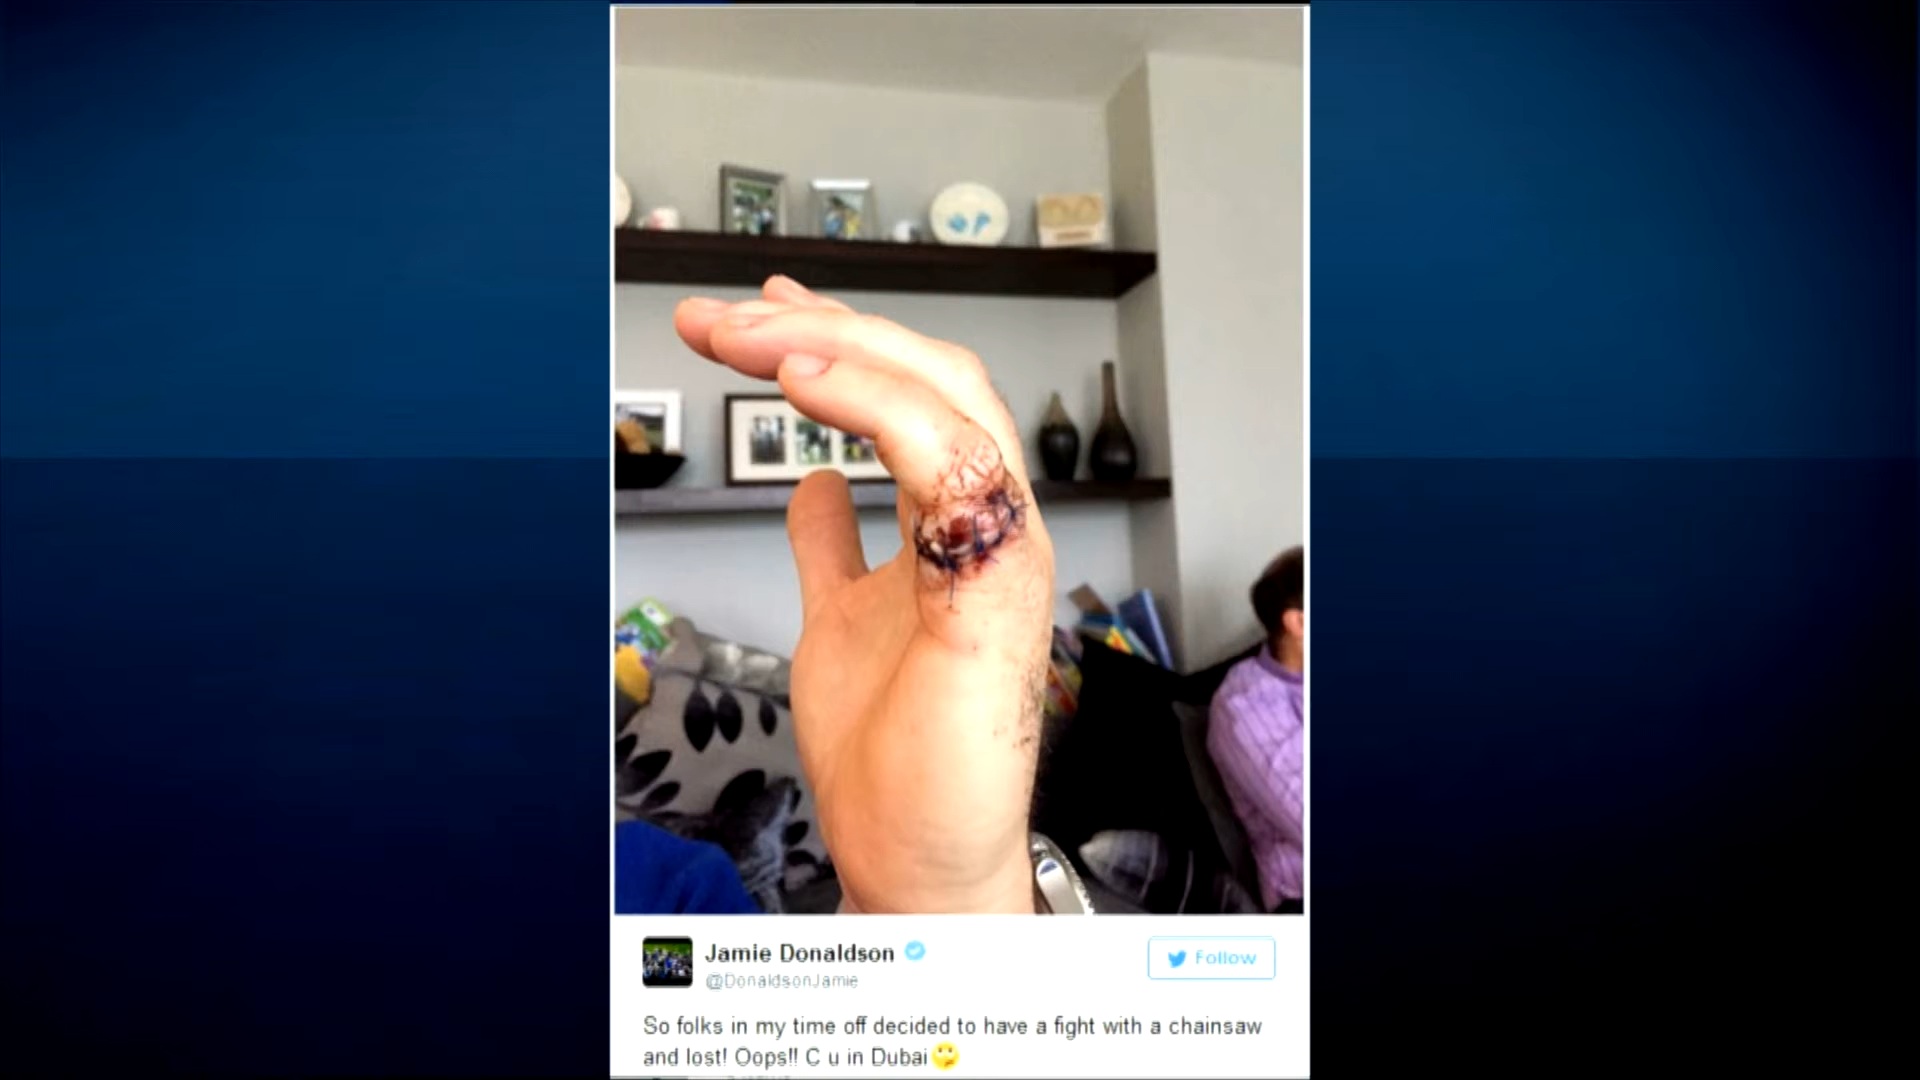 Jamie Donaldson
@DonaldsonJamie
Follow
So folks in my time off decided to have a fight with a chainsaw
and lost! Oops!! C u in Dubai🙄